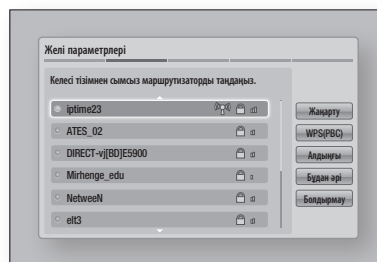 Желі параметрлері
Келесі тізімнен сымсыз маршрутизаторды таңдаңыз.
iptime23
ATES_02
DIRECT-vj[BD]E5900
Mirhenge_edu
NetweeN
elt3
Жаңарту
WPS(PBC)
Алдыңғы
Бұдан әрі
Болдырмау